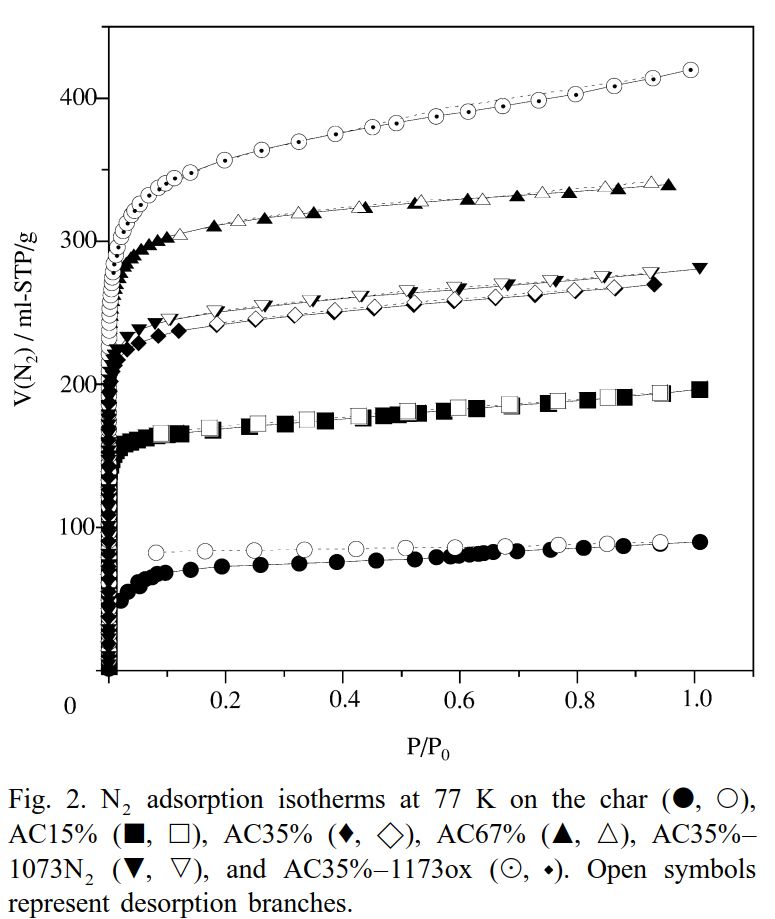 400
300
200
100
0
V(N₂) / ml-STP/g
0.2 0.4 0.6 0.8 1.0
P/P₀
Fig. 2. N₂ adsorption isotherms at 77 K on the char (●, ○),
AC15% (■, □), AC35% (♦, ◇), AC67% (▲, △), AC35%–
1073N₂ (▼, ▽), and AC35%–1173ox (⊙, ⬩). Open symbols
represent desorption branches.